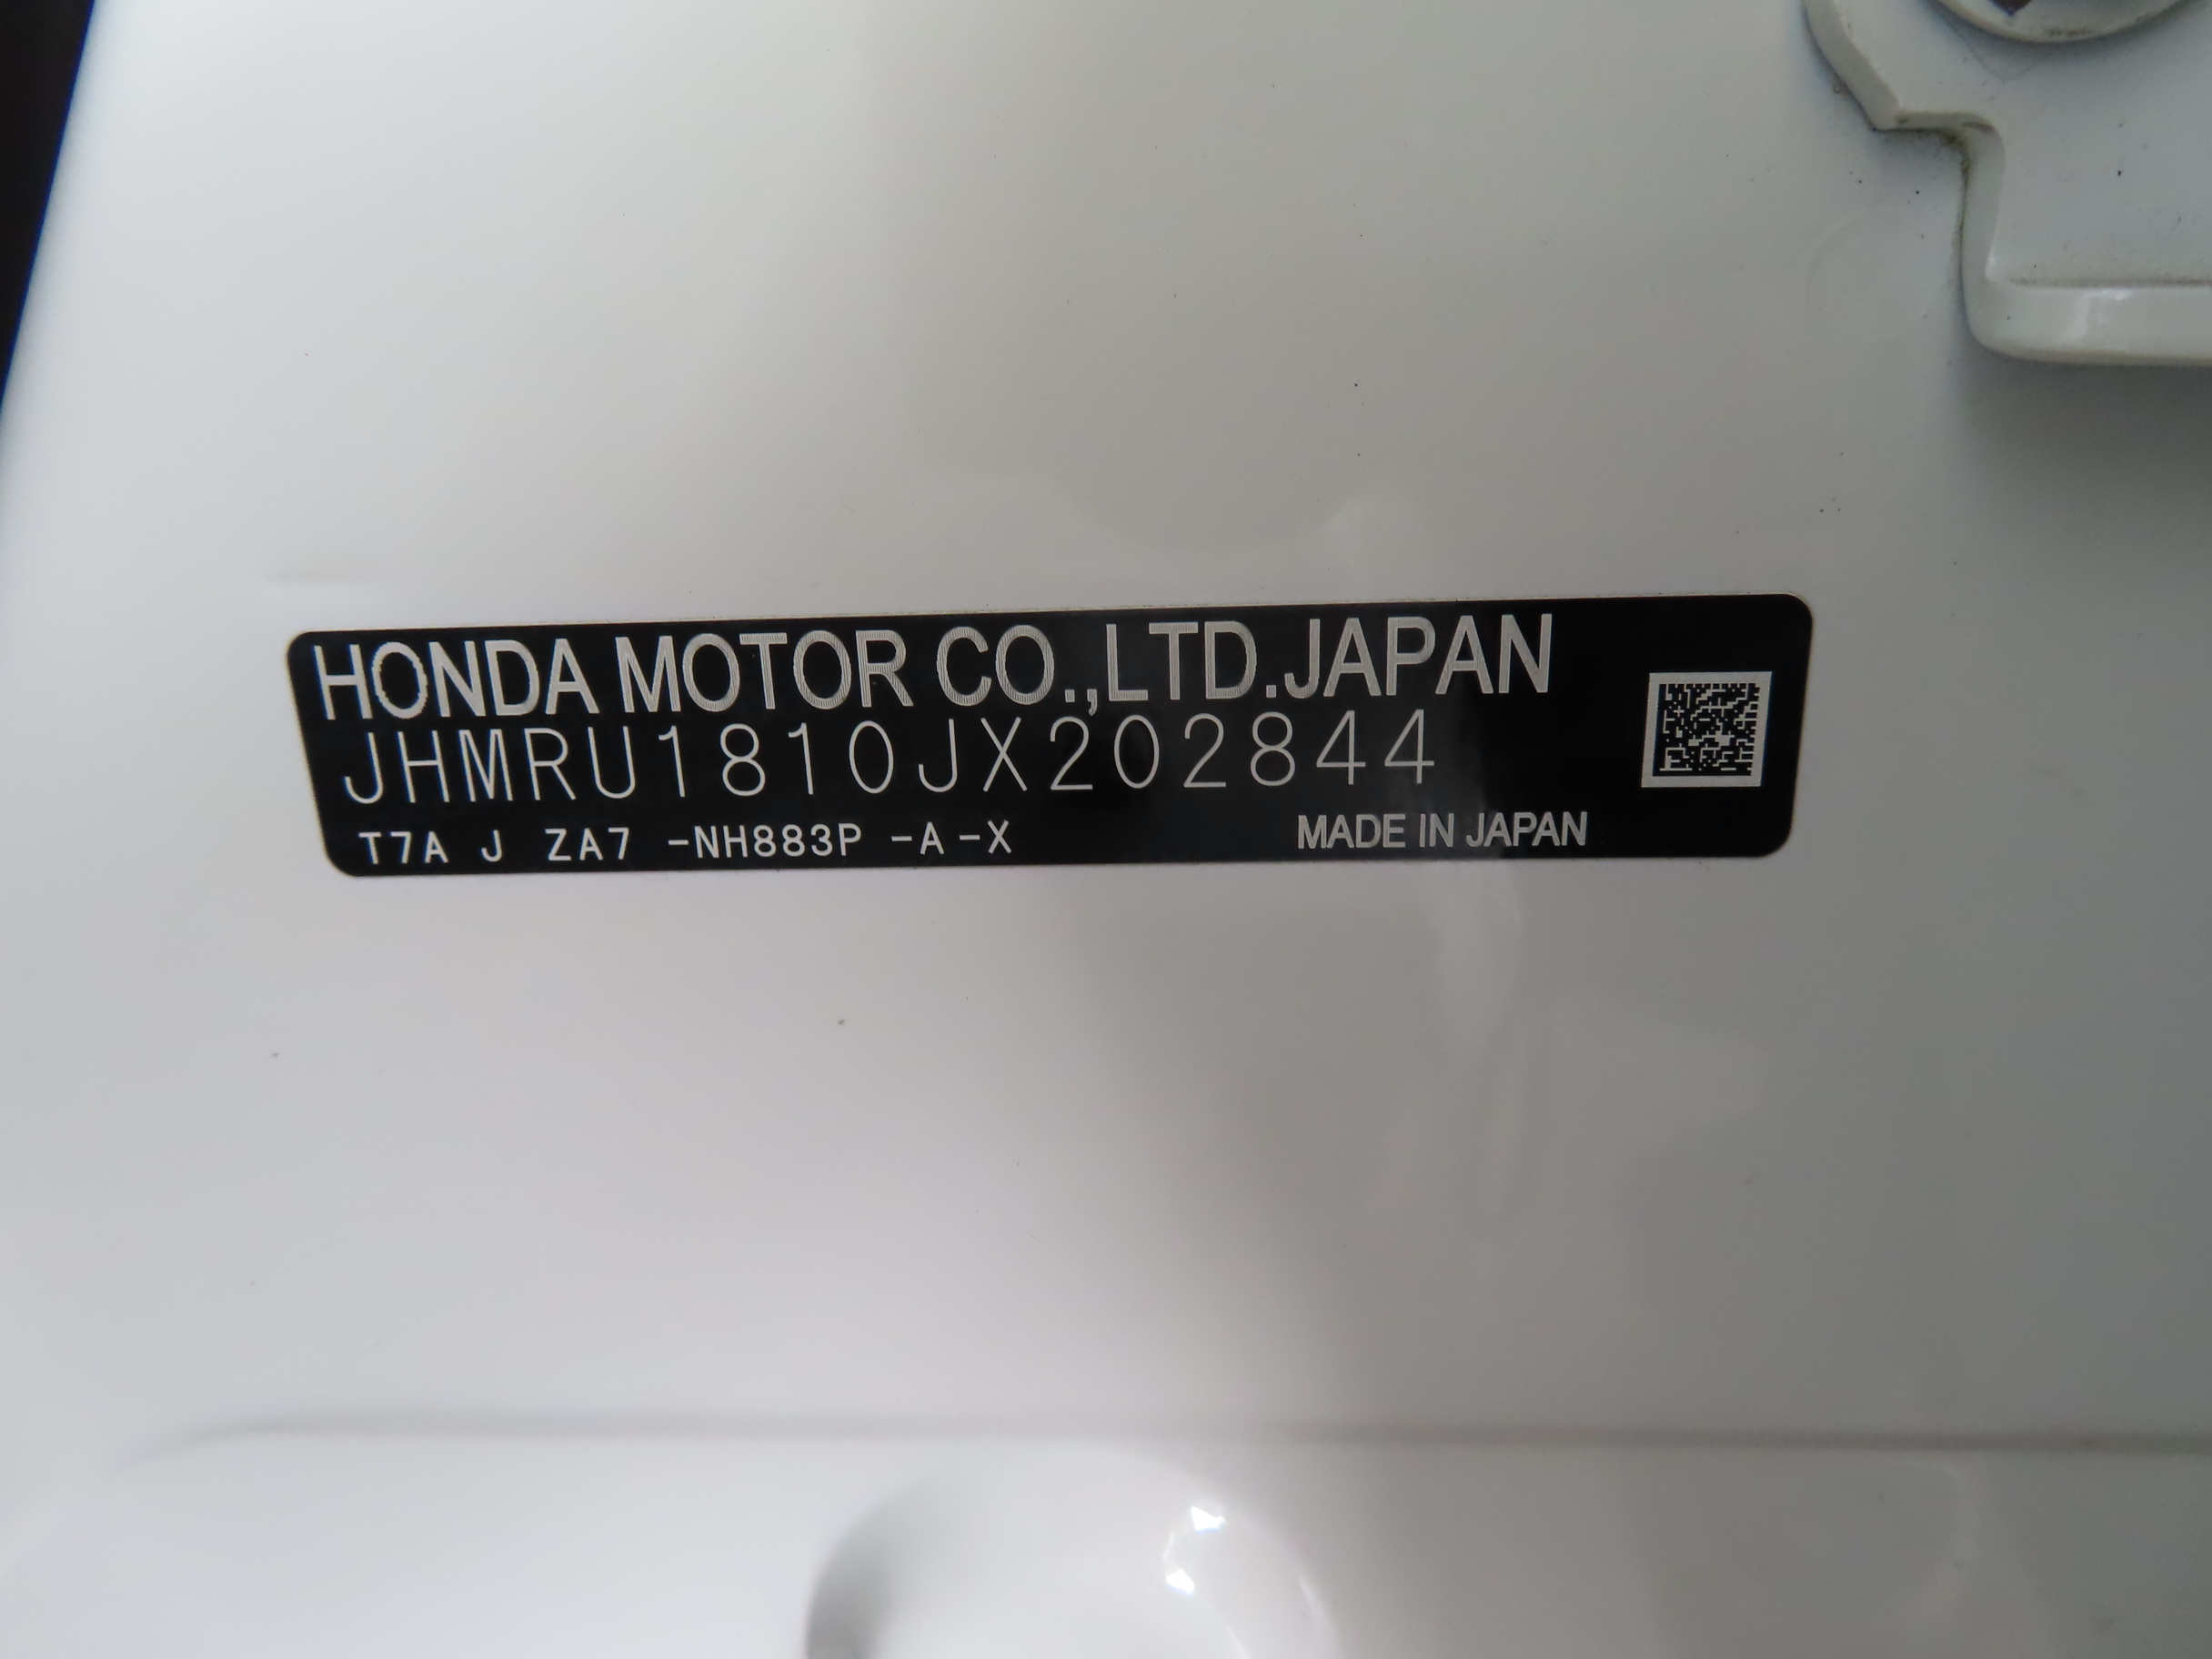 HONDA MOTOR CO.,LTD.JAPAN
JHMRU1810JX202844
T7A J ZA7 -NH883P -A-X MADE IN JAPAN